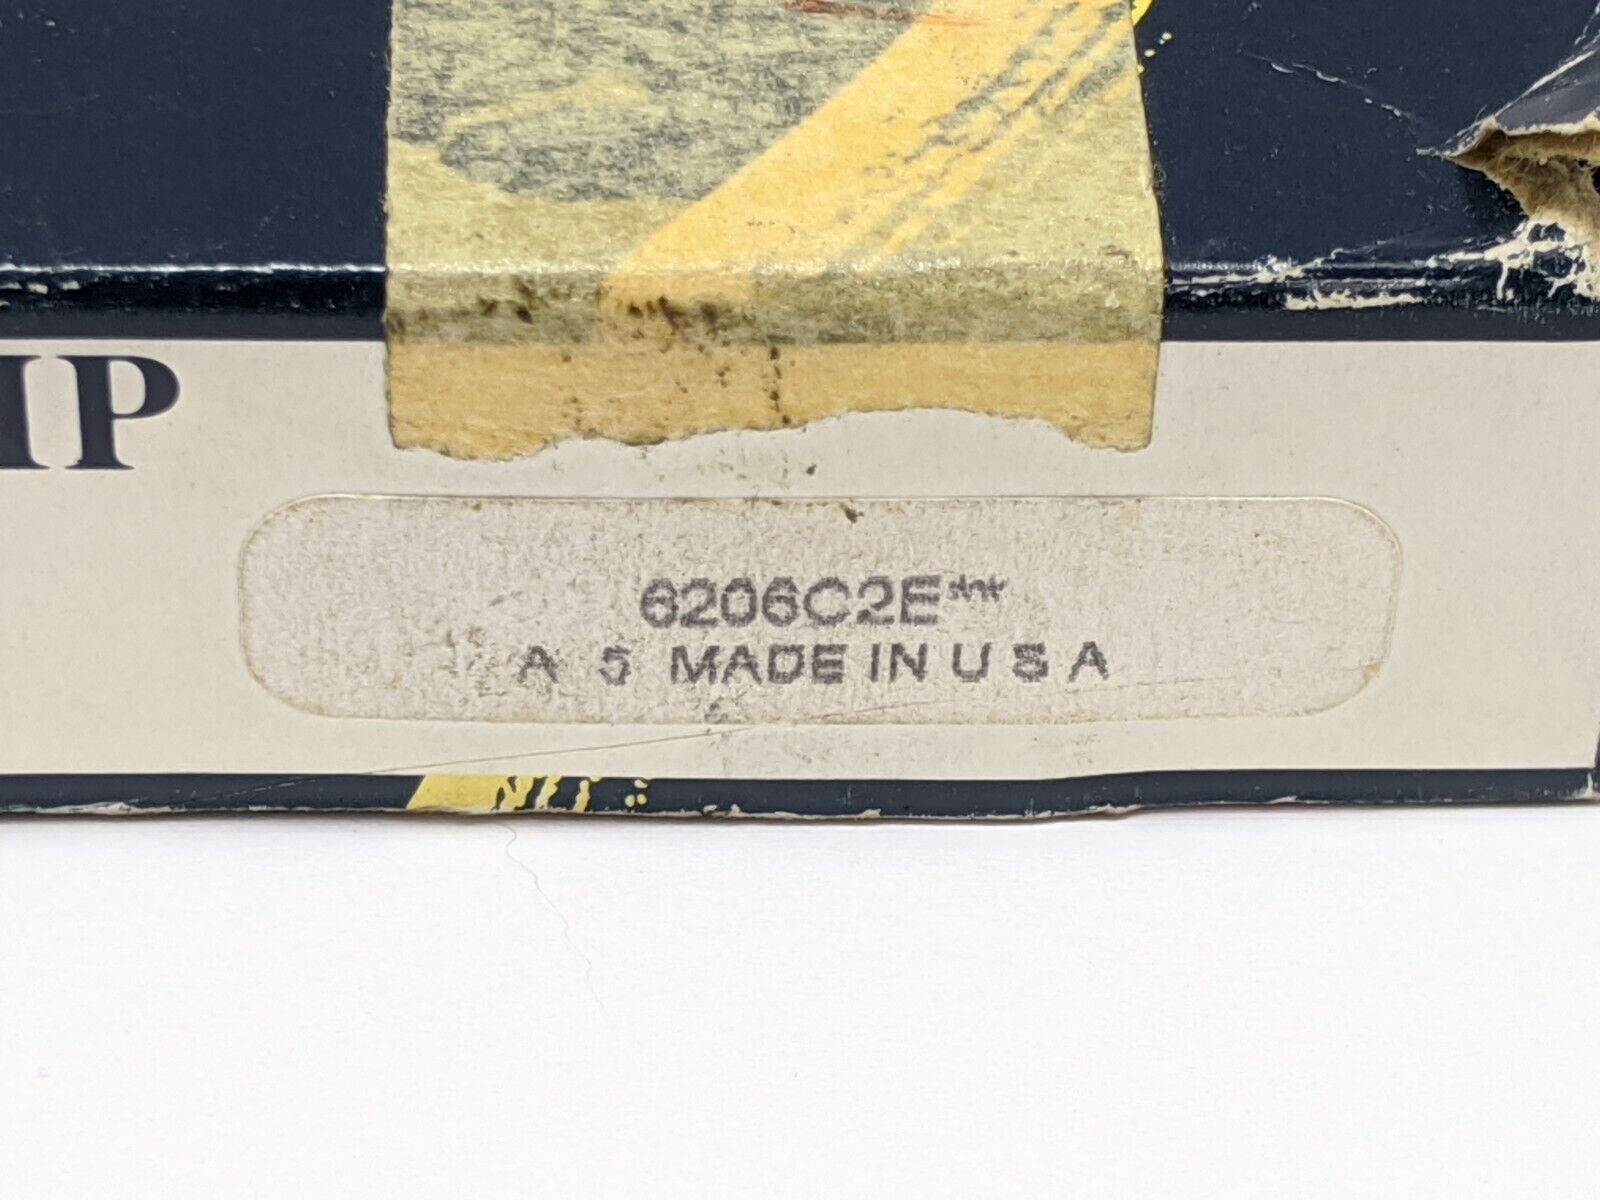 IP
6206C2E***
A 5 MADE IN U S A